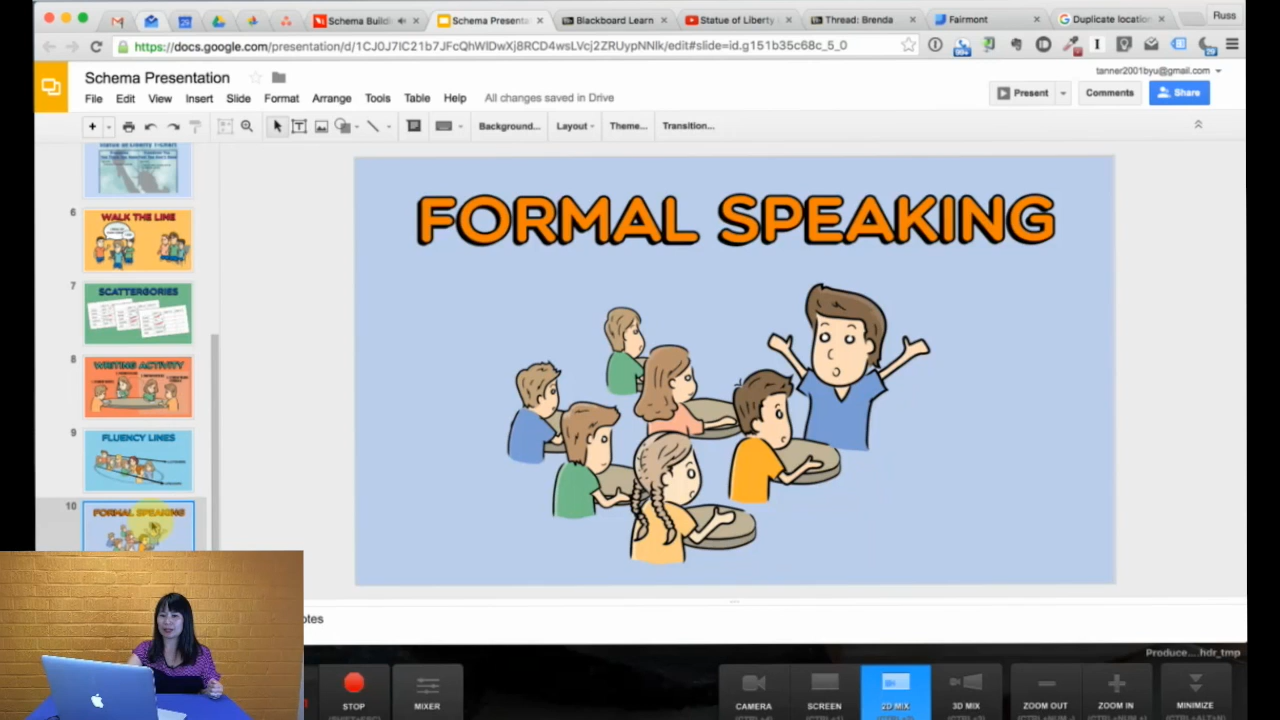 Schema Buildi
Schema Presenta
Blackboard Learn
Statue of Liberty
Thread: Brenda
Fairmont
Duplicate location
Russ
https://docs.google.com/presentation/d/1CJ0J7IC21b7JFcQhWIDwXj8RCD4wsLVcj2ZRUypNNlk/edit#slide=id.g151b35c68c_5_0
Schema Presentation
tanner2001byu@gmail.com
File Edit View Insert Slide Format Arrange Tools Table Help All changes saved in Drive
Present
Comments
Share
Background...
Layout
Theme...
Transition...
6
WALK THE LINE
7
SCATTERGORIES
8
WRITING ACTIVITY
9
FLUENCY LINES
10
FORMAL SPEAKING
FORMAL SPEAKING
otes
Produce... .hdr_tmp
STOP
MIXER
CAMERA
SCREEN
2D MIX
3D MIX
ZOOM OUT
ZOOM IN
MINIMIZE